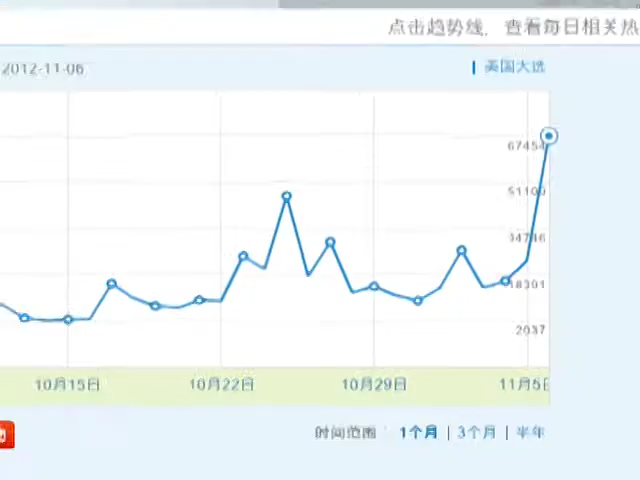 点击趋势线，查看每日相关热
2012-11-06
美国大选
67454
51100
34746
18391
2037
10月15日
10月22日
10月29日
11月5日
时间范围： 1个月 | 3个月 | 半年